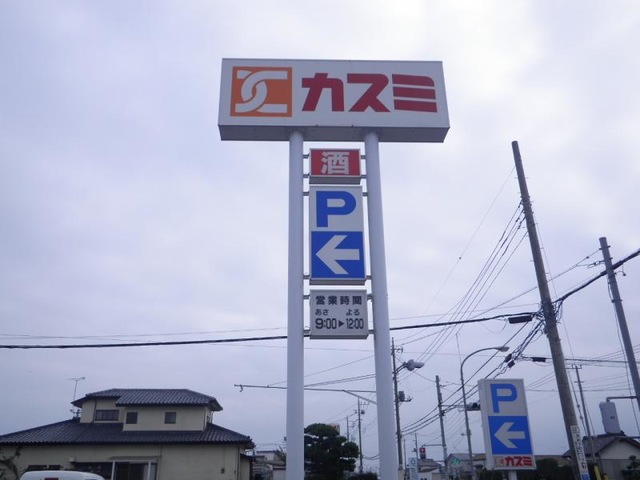 カスミ
酒
P
営業時間
あさ よる
9:00▶12:00
P
カスミ